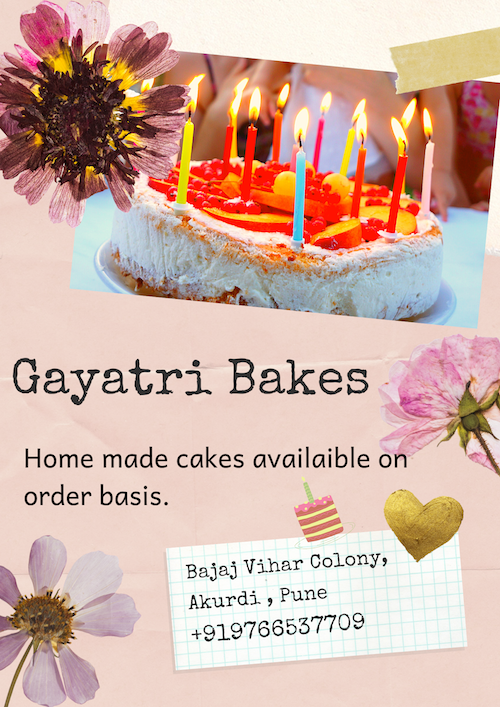 Gayatri Bakes
Home made cakes availaible on
order basis.
Bajaj Vihar Colony,
Akurdi , Pune
+919766537709